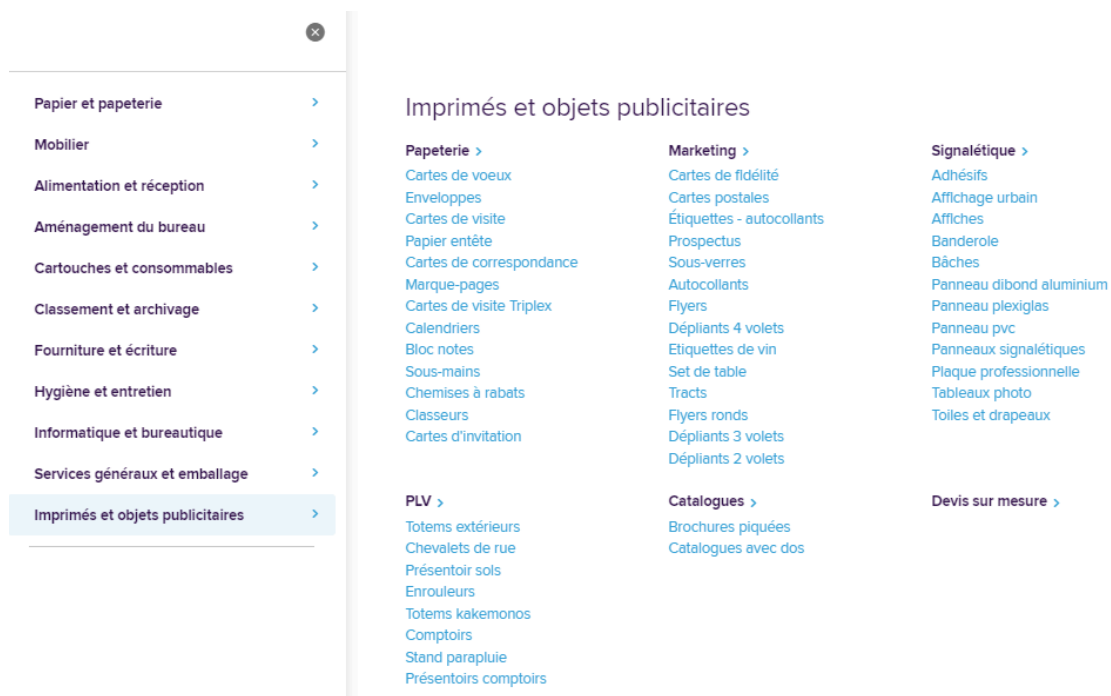 Papier et papeterie
Mobilier
Alimentation et réception
Aménagement du bureau
Cartouches et consommables
Classement et archivage
Fourniture et écriture
Hygiène et entretien
Informatique et bureautique
Services généraux et emballage
Imprimés et objets publicitaires
Imprimés et objets publicitaires
Papeterie >
Cartes de voeux
Enveloppes
Cartes de visite
Papier entête
Cartes de correspondance
Marque-pages
Cartes de visite Triplex
Calendriers
Bloc notes
Sous-mains
Chemises à rabats
Classeurs
Cartes d'invitation
Marketing >
Cartes de fidélité
Cartes postales
Étiquettes - autocollants
Prospectus
Sous-verres
Autocollants
Flyers
Dépliants 4 volets
Etiquettes de vin
Set de table
Tracts
Flyers ronds
Dépliants 3 volets
Dépliants 2 volets
Signalétique >
Adhésifs
Affichage urbain
Affiches
Banderole
Bâches
Panneau dibond aluminium
Panneau plexiglas
Panneau pvc
Panneaux signalétiques
Plaque professionnelle
Tableaux photo
Toiles et drapeaux
PLV >
Totems extérieurs
Chevalets de rue
Présentoir sols
Enrouleurs
Totems kakemonos
Comptoirs
Stand parapluie
Présentoirs comptoirs
Catalogues >
Brochures piquées
Catalogues avec dos
Devis sur mesure >